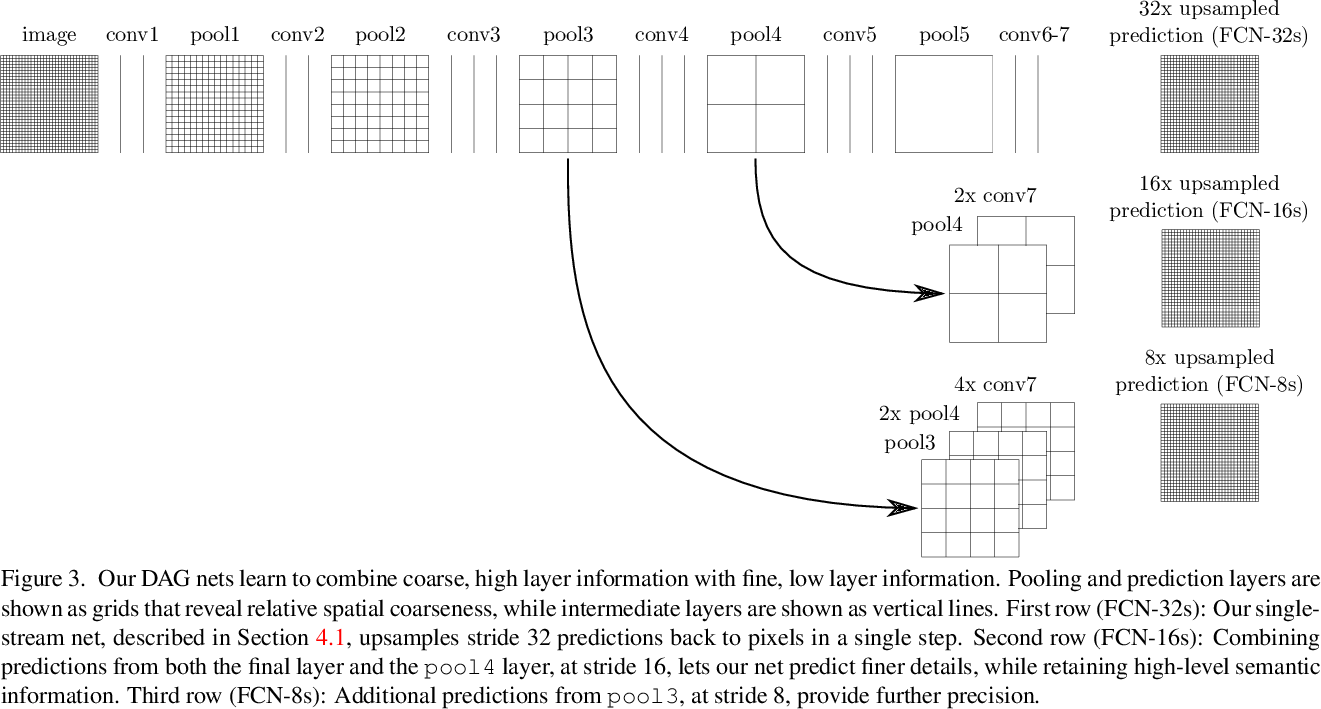 image conv1 pool1 conv2 pool2 conv3 pool3 conv4 pool4 conv5 pool5 conv6-7
32x upsampled
prediction (FCN-32s)
16x upsampled
prediction (FCN-16s)
2x conv7
pool4
8x upsampled
prediction (FCN-8s)
4x conv7
2x pool4
pool3
Figure 3. Our DAG nets learn to combine coarse, high layer information with fine, low layer information. Pooling and prediction layers are
shown as grids that reveal relative spatial coarseness, while intermediate layers are shown as vertical lines. First row (FCN-32s): Our single-
stream net, described in Section 4.1, upsamples stride 32 predictions back to pixels in a single step. Second row (FCN-16s): Combining
predictions from both the final layer and the pool4 layer, at stride 16, lets our net predict finer details, while retaining high-level semantic
information. Third row (FCN-8s): Additional predictions from pool3, at stride 8, provide further precision.